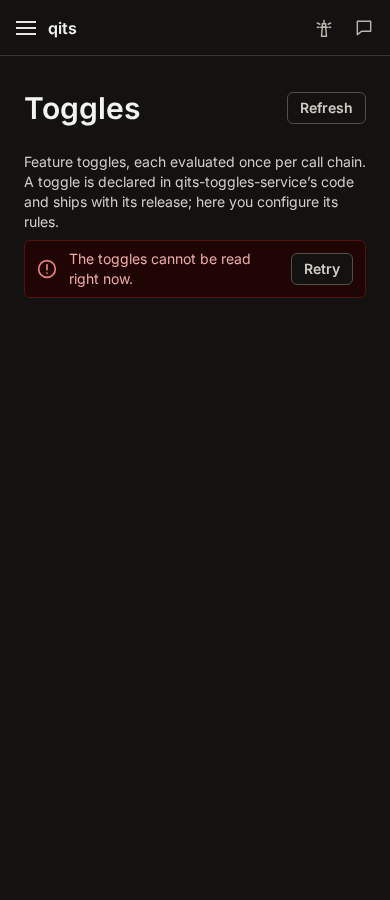 qits
Toggles
Refresh
Feature toggles, each evaluated once per call chain.
A toggle is declared in qits-toggles-service’s code
and ships with its release; here you configure its
rules.
The toggles cannot be read
right now.
Retry